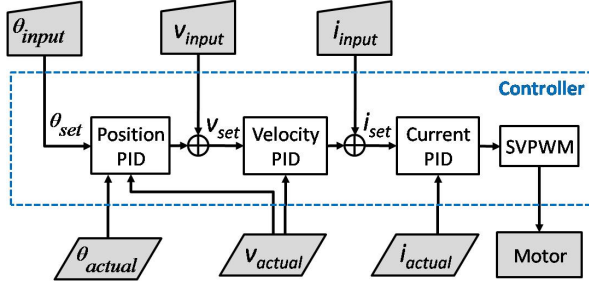 θinput
vinput
iinput
Controller
θset
Position
PID
vset
Velocity
PID
iset
Current
PID
SVPWM
θactual
vactual
iactual
Motor